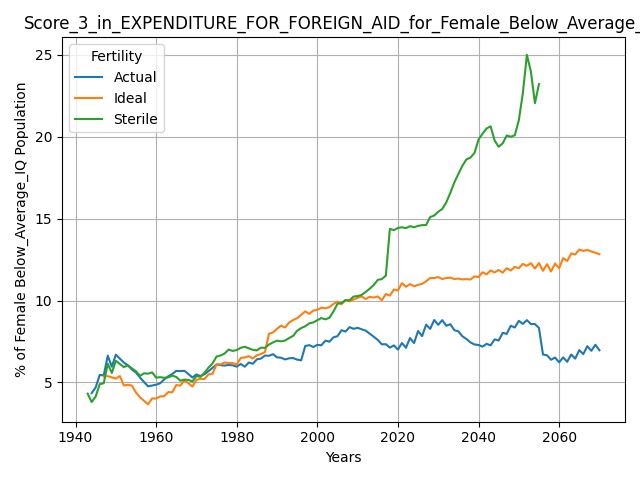 Score_3_in_EXPENDITURE_FOR_FOREIGN_AID_for_Female_Below_Average_
Fertility
Actual
Ideal
Sterile
% of Female Below_Average_IQ Population
25
20
15
10
5
1940 1960 1980 2000 2020 2040 2060
Years